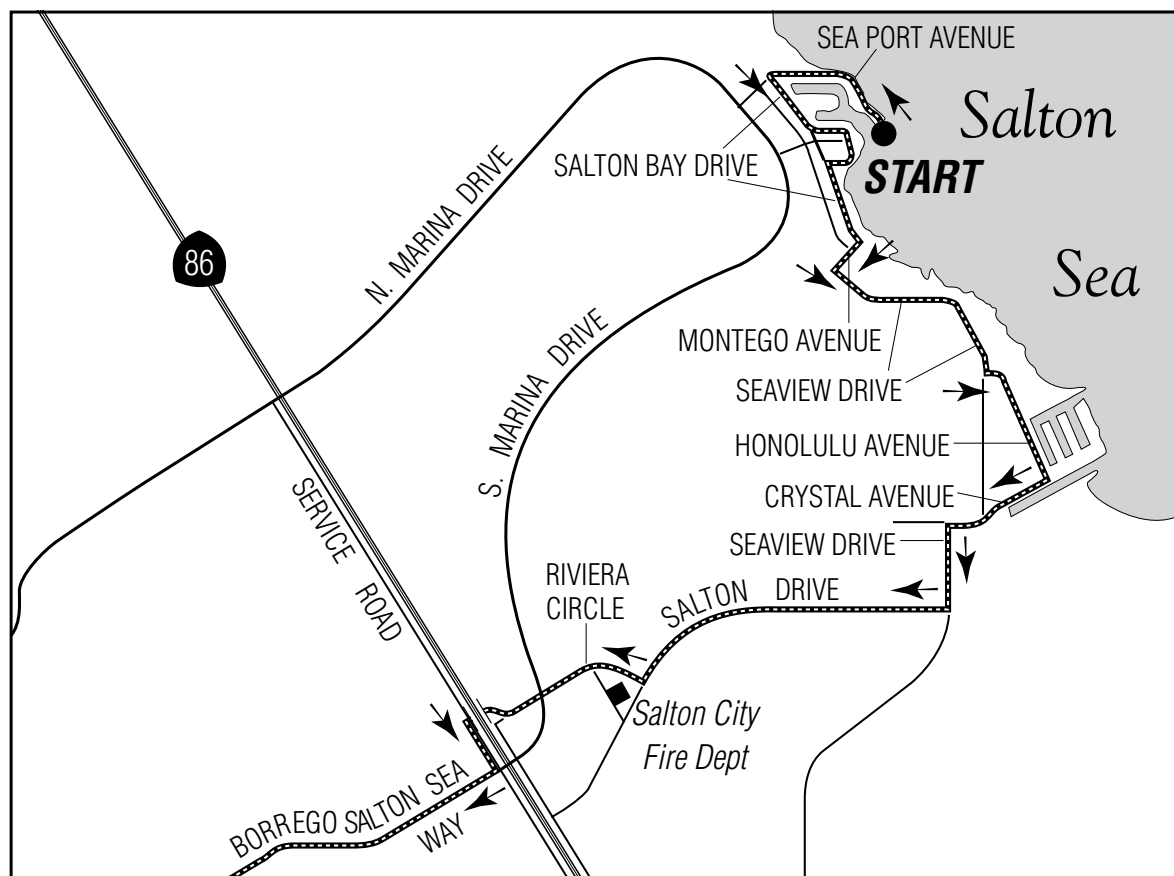 SEA PORT AVENUE
Salton
SALTON BAY DRIVE
START
N. MARINA DRIVE
86
Sea
S. MARINA DRIVE
MONTEGO AVENUE
SEAVIEW DRIVE
HONOLULU AVENUE
CRYSTAL AVENUE
SERVICE ROAD
SEAVIEW DRIVE
RIVIERA
CIRCLE
SALTON DRIVE
Salton City
Fire Dept
BORREGO SALTON SEA
WAY